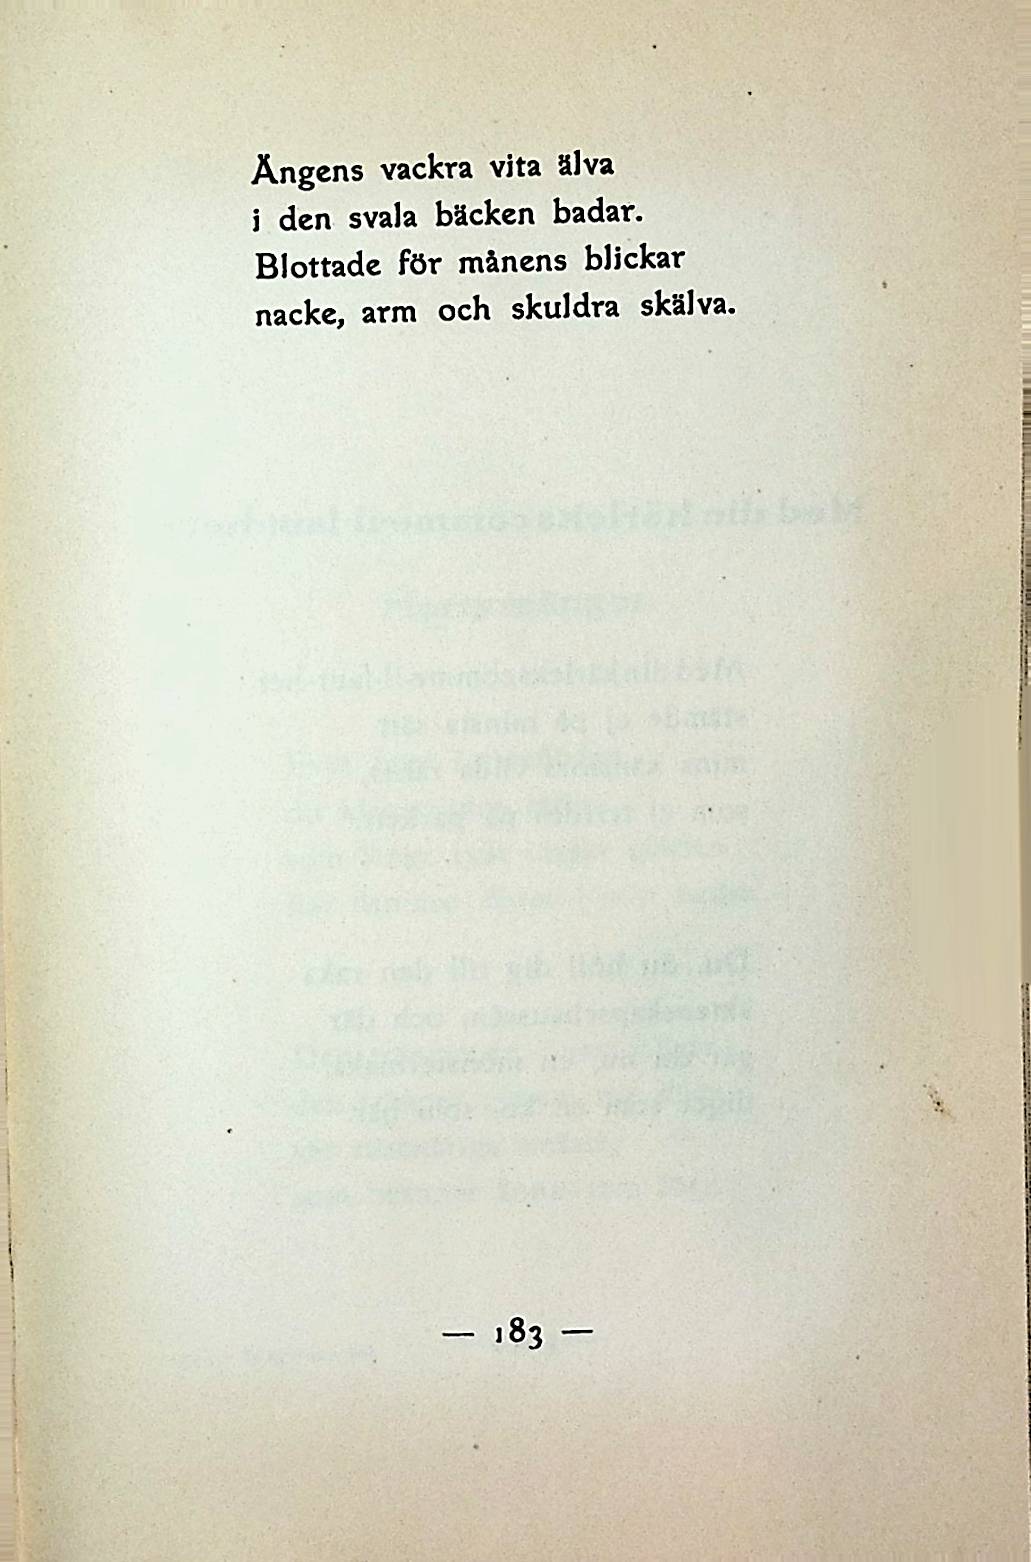 Ängens vackra vita älva
i den svala bäcken badar.
Blottade för månens blickar
nacke, arm och skuldra skälva.
— 183 —